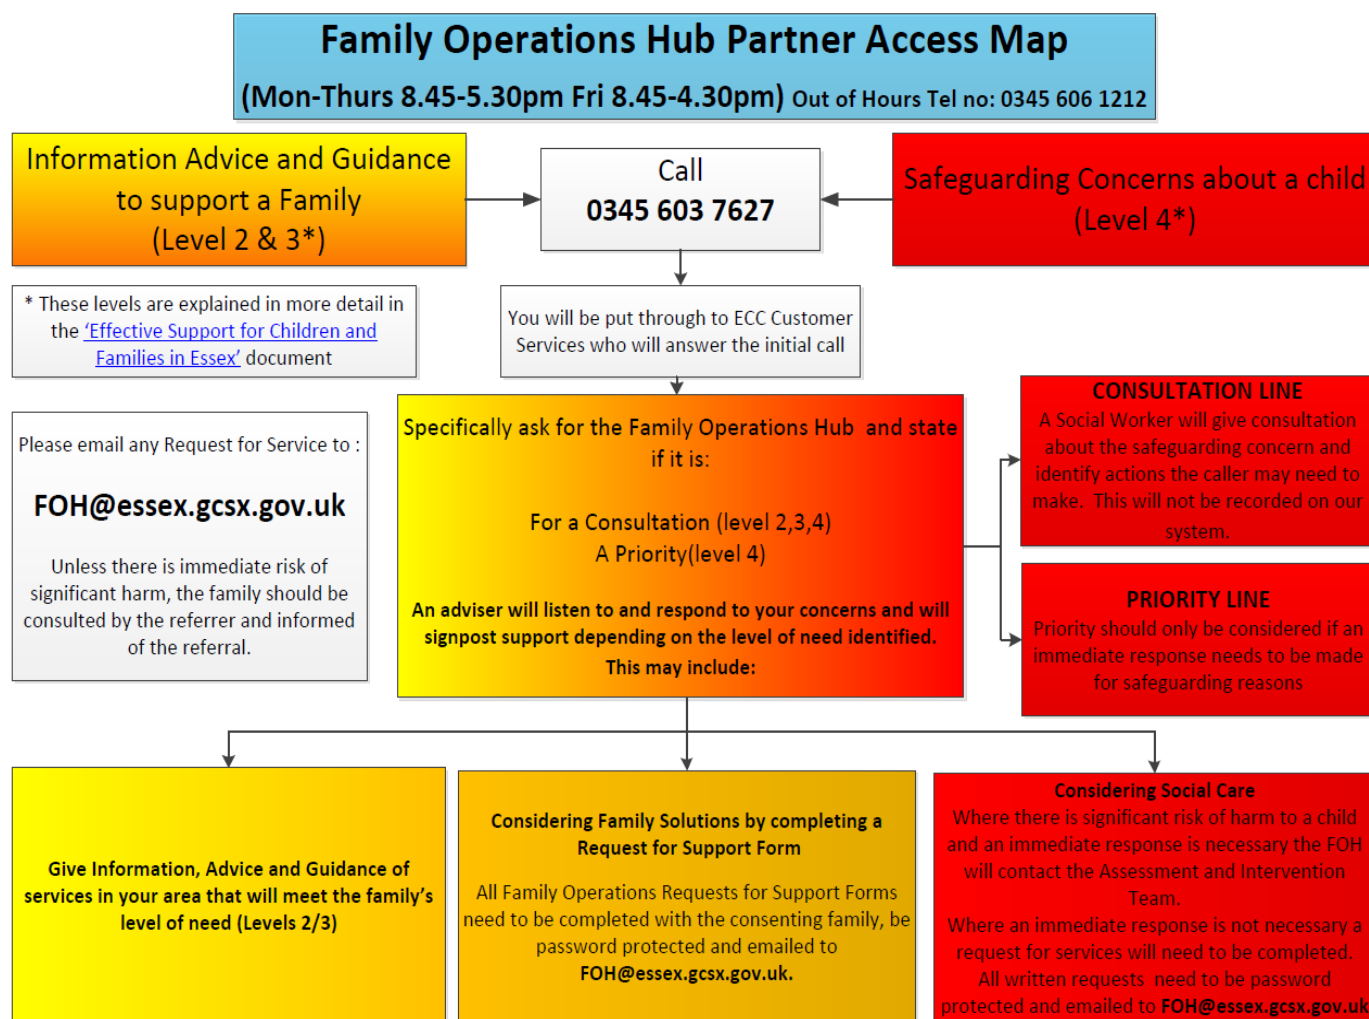 Family Operations Hub Partner Access Map
(Mon-Thurs 8.45-5.30pm Fri 8.45-4.30pm) Out of Hours Tel no: 0345 606 1212
Information Advice and Guidance
to support a Family
(Level 2 & 3*)
Call
0345 603 7627
Safeguarding Concerns about a child
(Level 4*)
* These levels are explained in more detail in
the 'Effective Support for Children and
Families in Essex' document
You will be put through to ECC Customer
Services who will answer the initial call
Please email any Request for Service to :
FOH@essex.gcsx.gov.uk
Unless there is immediate risk of
significant harm, the family should be
consulted by the referrer and informed
of the referral.
Specifically ask for the Family Operations Hub and state
if it is:
For a Consultation (level 2,3,4)
A Priority(level 4)
An adviser will listen to and respond to your concerns and will
signpost support depending on the level of need identified.
This may include:
CONSULTATION LINE
A Social Worker will give consultation
about the safeguarding concern and
identify actions the caller may need to
make. This will not be recorded on our
system.
PRIORITY LINE
Priority should only be considered if an
immediate response needs to be made
for safeguarding reasons
Give Information, Advice and Guidance of
services in your area that will meet the family's
level of need (Levels 2/3)
Considering Family Solutions by completing a
Request for Support Form
All Family Operations Requests for Support Forms
need to be completed with the consenting family, be
password protected and emailed to
FOH@essex.gcsx.gov.uk.
Considering Social Care
Where there is significant risk of harm to a child
and an immediate response is necessary the FOH
will contact the Assessment and Intervention
Team.
Where an immediate response is not necessary a
request for services will need to be completed.
All written requests need to be password
protected and emailed to FOH@essex.gcsx.gov.uk